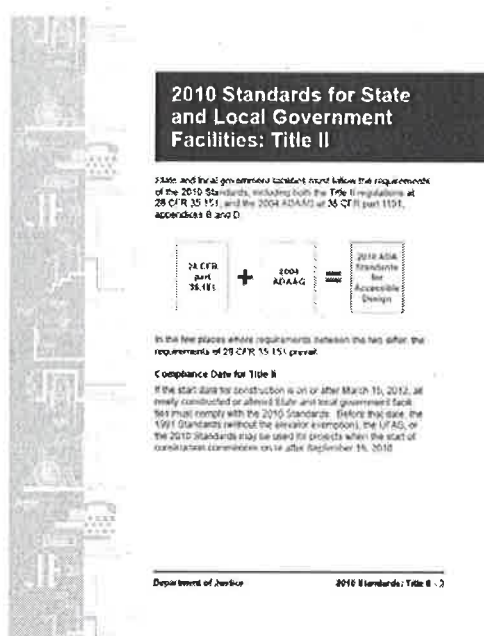 2010 Standards for State
and Local Government
Facilities: Title II
State and local government facilities must follow the requirements
of the 2010 Standards, including both the Title II regulations at
28 CFR 35.151; and the 2004 ADAAG at 36 CFR part 1191,
appendices B and D.
28 CFR
part
35.151
+
2004
ADAAG
=
2010 ADA
Standards
for
Accessible
Design
In the few places where requirements between the two differ, the
requirements of 28 CFR 35.151 prevail.
Compliance Date for Title II
If the start date for construction is on or after March 15, 2012, all
newly constructed or altered State and local government facili-
ties must comply with the 2010 Standards. Before that date, the
1991 Standards (without the elevator exemption), the UFAS, or
the 2010 Standards may be used for projects when the start of
construction commences on or after September 15, 2010.
Department of Justice
2010 Standards: Title II - 3